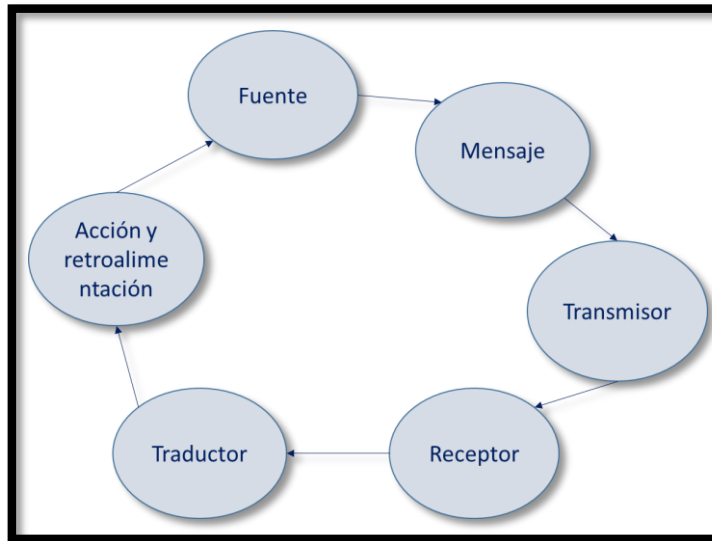 Fuente
Mensaje
Transmisor
Receptor
Traductor
Acción y
retroalime
ntación